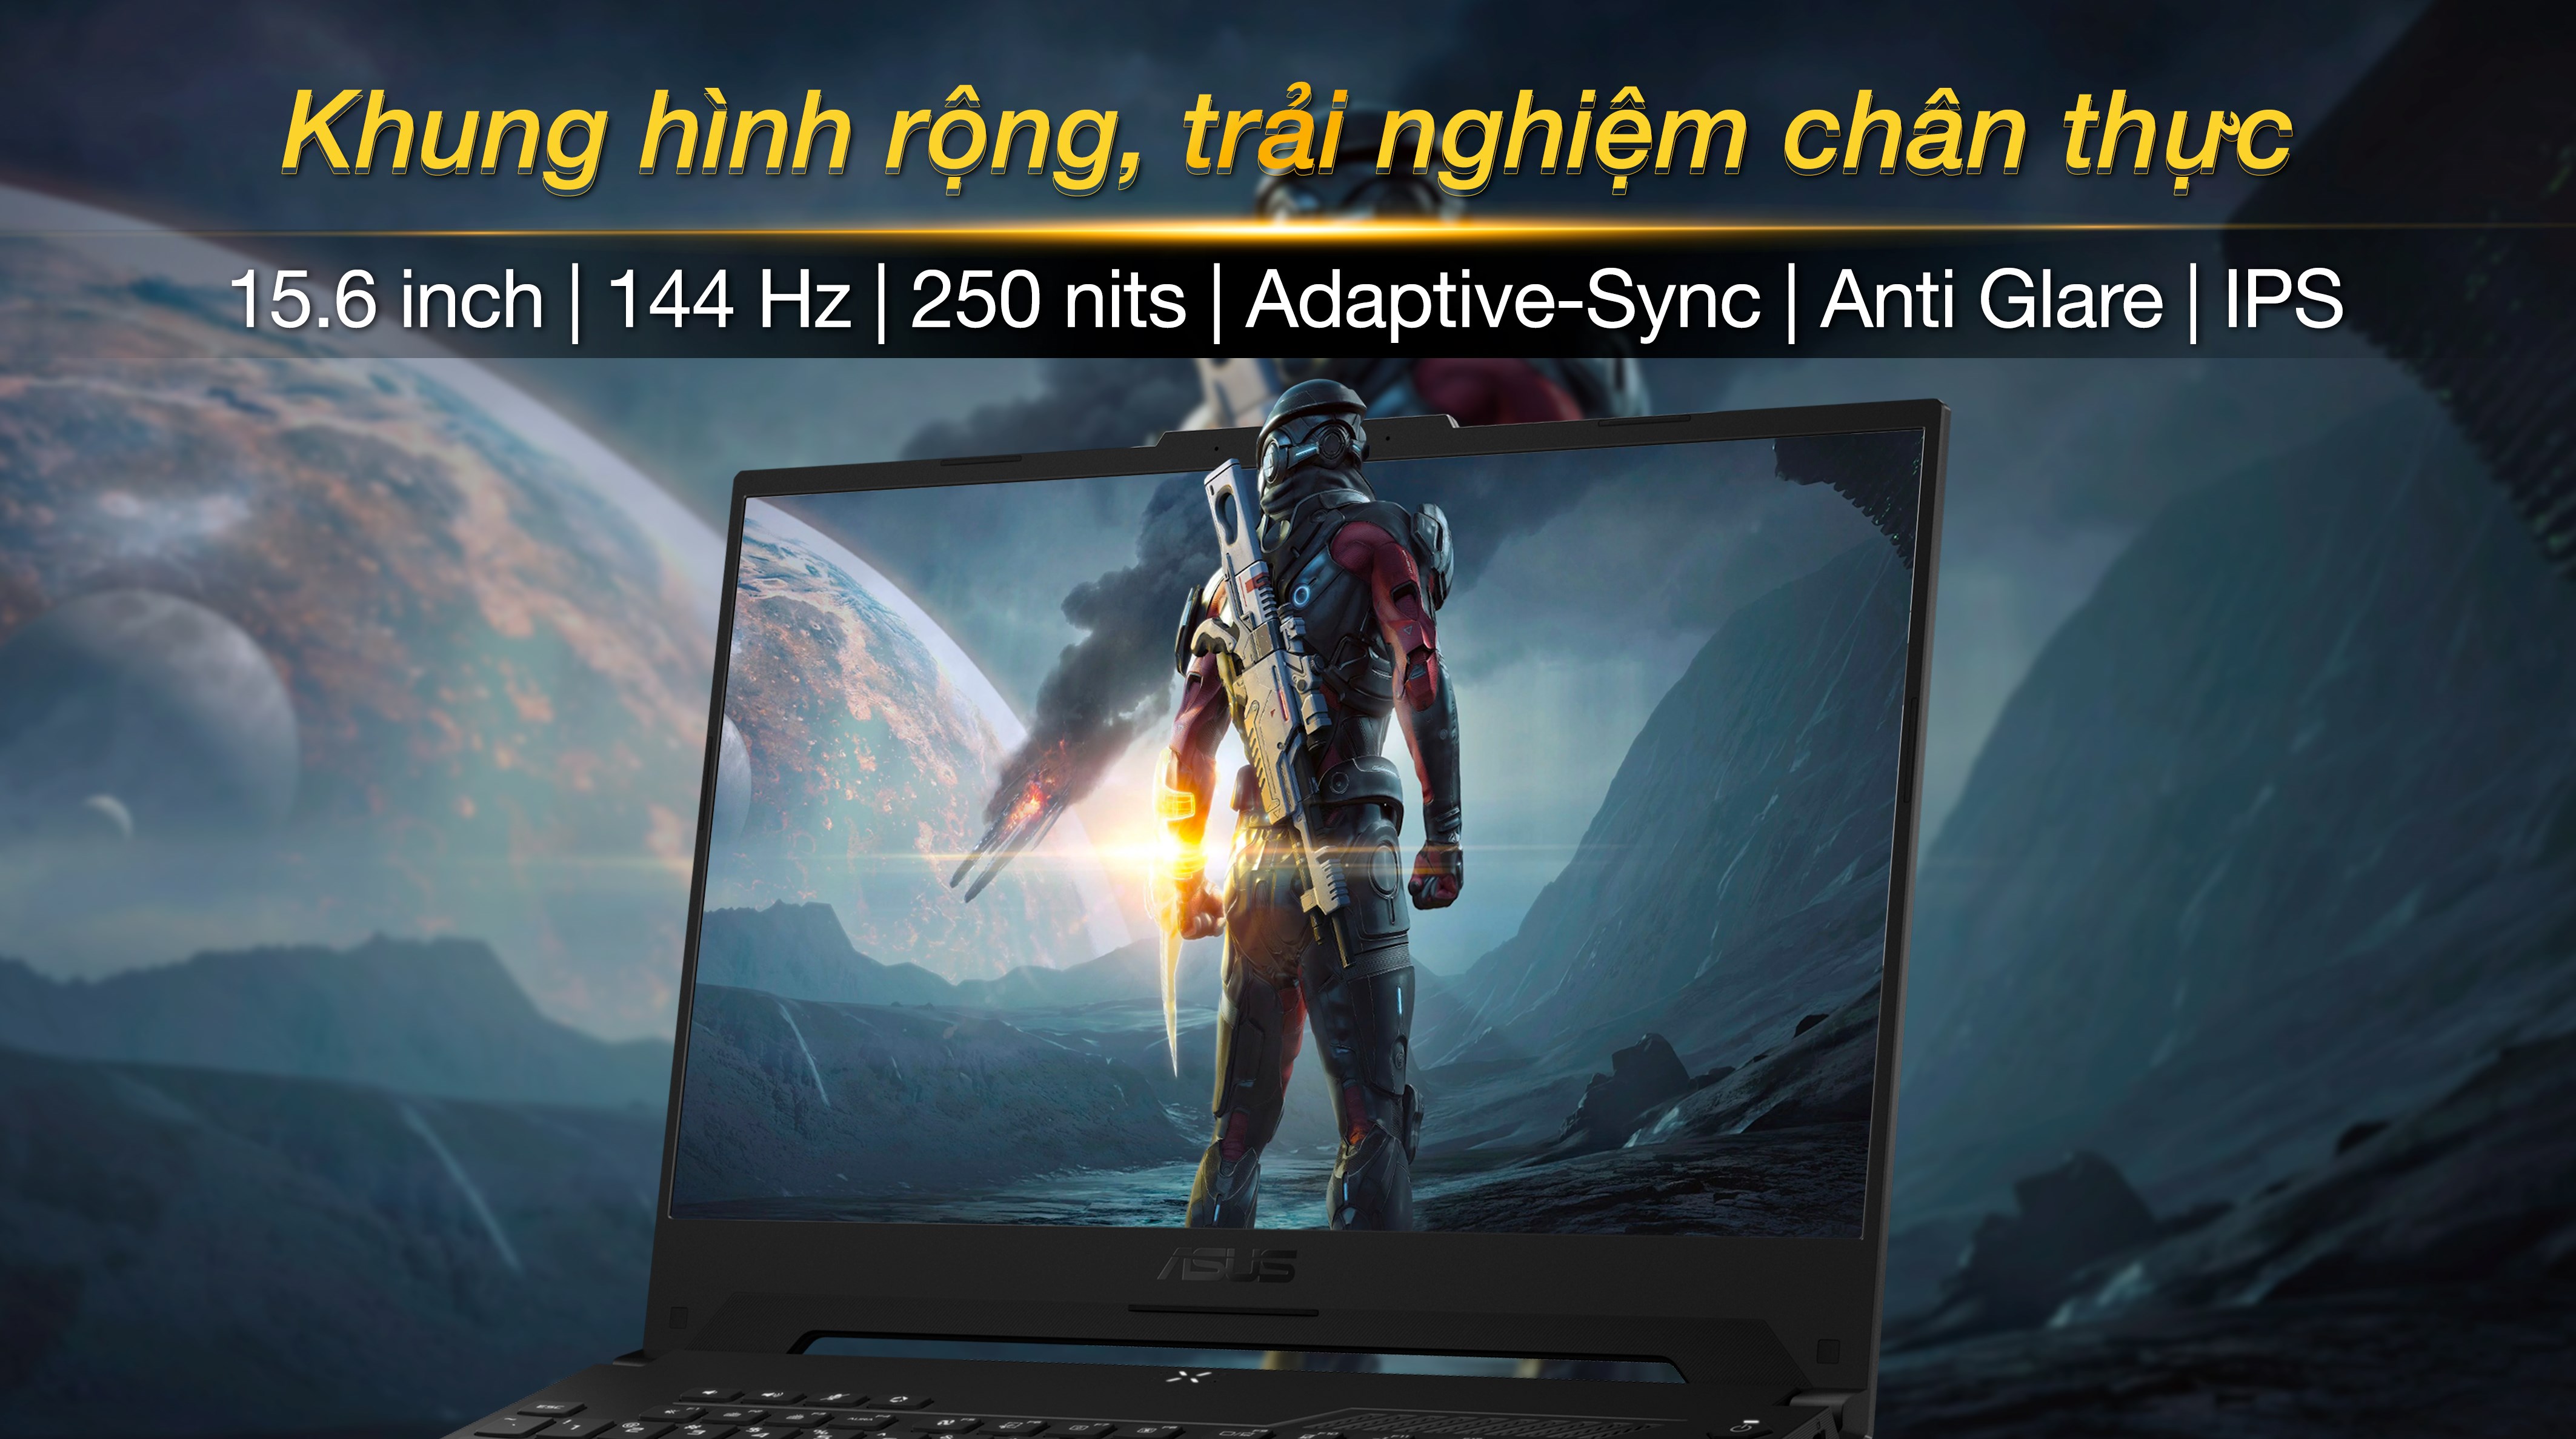 Khung hình rộng, trải nghiệm chân thực
15.6 inch | 144 Hz | 250 nits | Adaptive-Sync | Anti Glare | IPS
ASUS